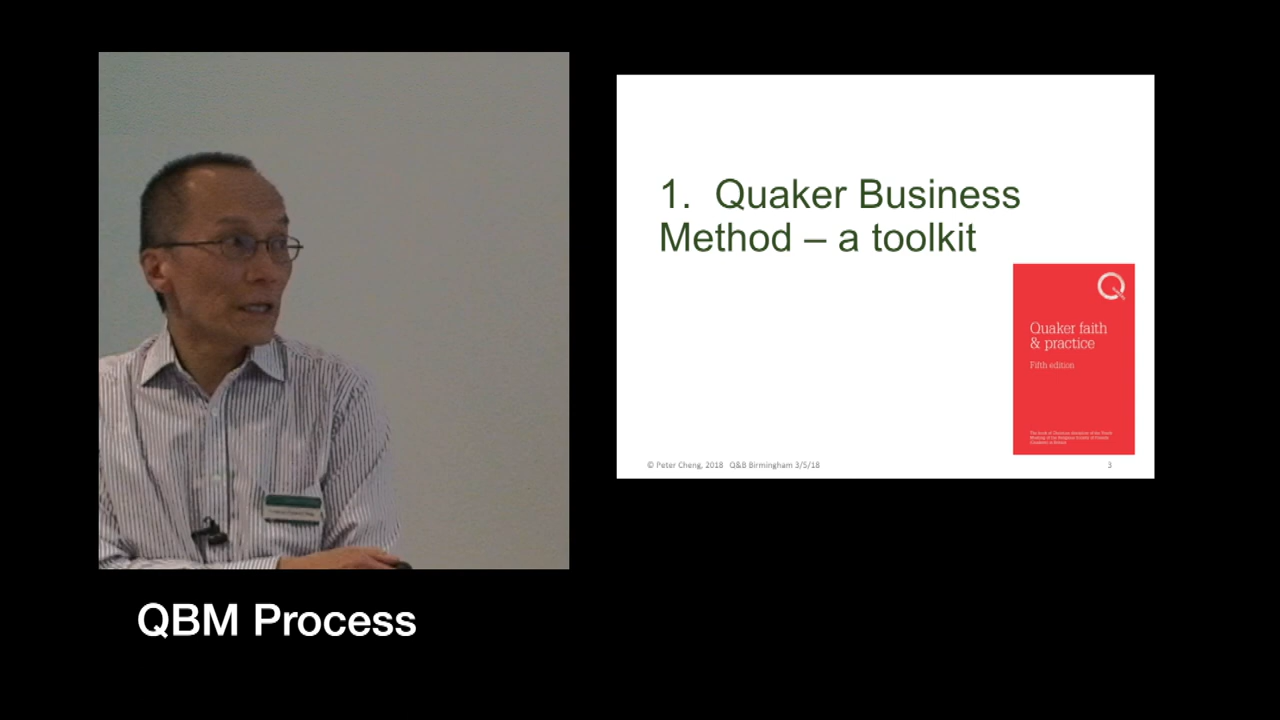 1. Quaker Business
Method – a toolkit
Quaker faith
& practice
Fifth edition
© Peter Cheng, 2018 Q&B Birmingham 3/5/18
3
QBM Process